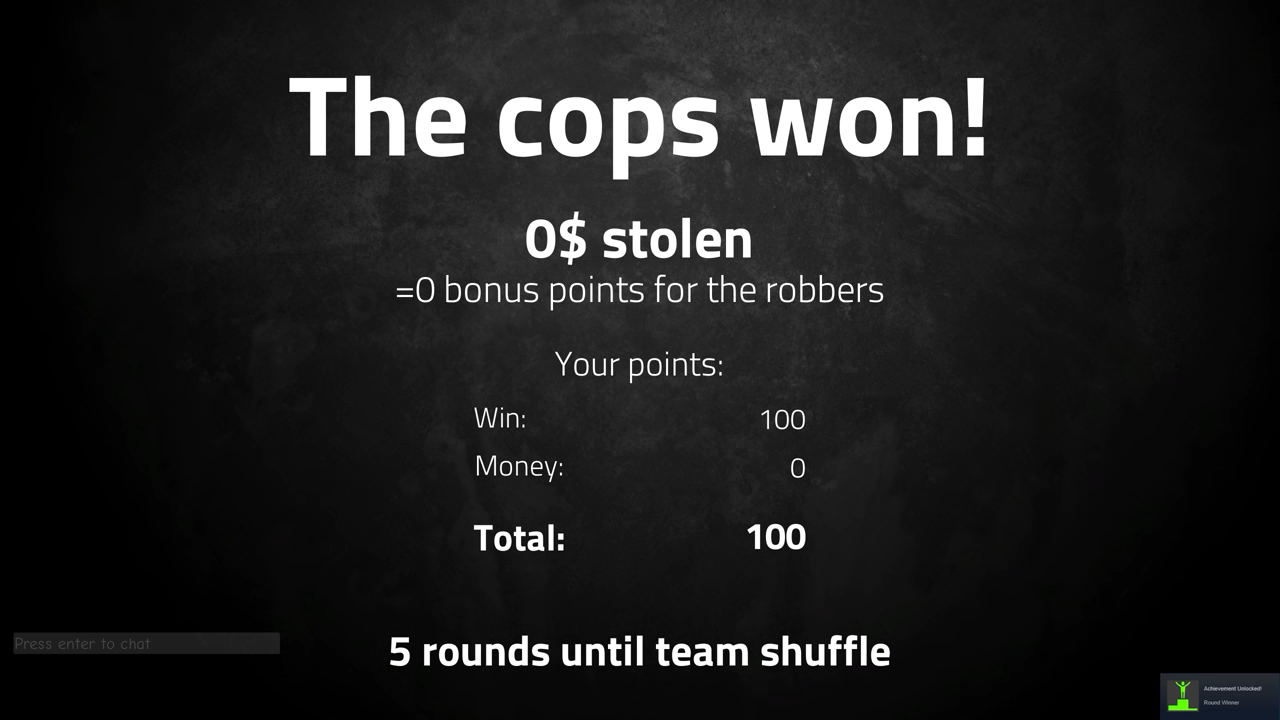 The cops won!
0$ stolen
=0 bonus points for the robbers
Your points:
Win: 100
Money: 0
Total: 100
Press enter to chat
5 rounds until team shuffle
Achievement Unlocked!
Round Winner